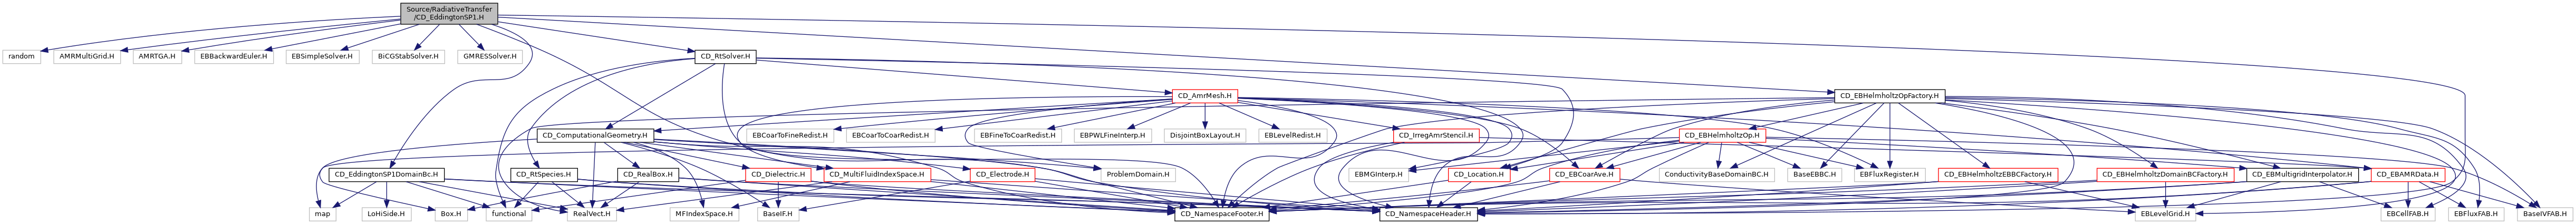 Source/RadiativeTransfer
/CD_EddingtonSP1.H
random
AMRMultiGrid.H
AMRTGA.H
EBBackwardEuler.H
EBSimpleSolver.H
BiCGStabSolver.H
GMRESSolver.H
CD_RtSolver.H
CD_AmrMesh.H
CD_EBHelmholtzOpFactory.H
CD_ComputationalGeometry.H
EBCoarToFineRedist.H
EBCoarToCoarRedist.H
EBFineToCoarRedist.H
EBPWLFineInterp.H
DisjointBoxLayout.H
EBLevelRedist.H
CD_IrregAmrStencil.H
CD_EBHelmholtzOp.H
CD_EddingtonSP1DomainBc.H
CD_RtSpecies.H
CD_RealBox.H
CD_Dielectric.H
CD_MultiFluidIndexSpace.H
CD_Electrode.H
ProblemDomain.H
EBMGInterp.H
CD_Location.H
CD_EBCoarAve.H
ConductivityBaseDomainBC.H
BaseEBBC.H
EBFluxRegister.H
CD_EBHelmholtzEBBCFactory.H
CD_EBHelmholtzDomainBCFactory.H
CD_EBMultigridInterpolator.H
CD_EBAMRData.H
map
LoHiSide.H
Box.H
functional
RealVect.H
MFIndexSpace.H
BaseIF.H
CD_NamespaceFooter.H
CD_NamespaceHeader.H
EBLevelGrid.H
EBCellFAB.H
EBFluxFAB.H
BaseIVFAB.H